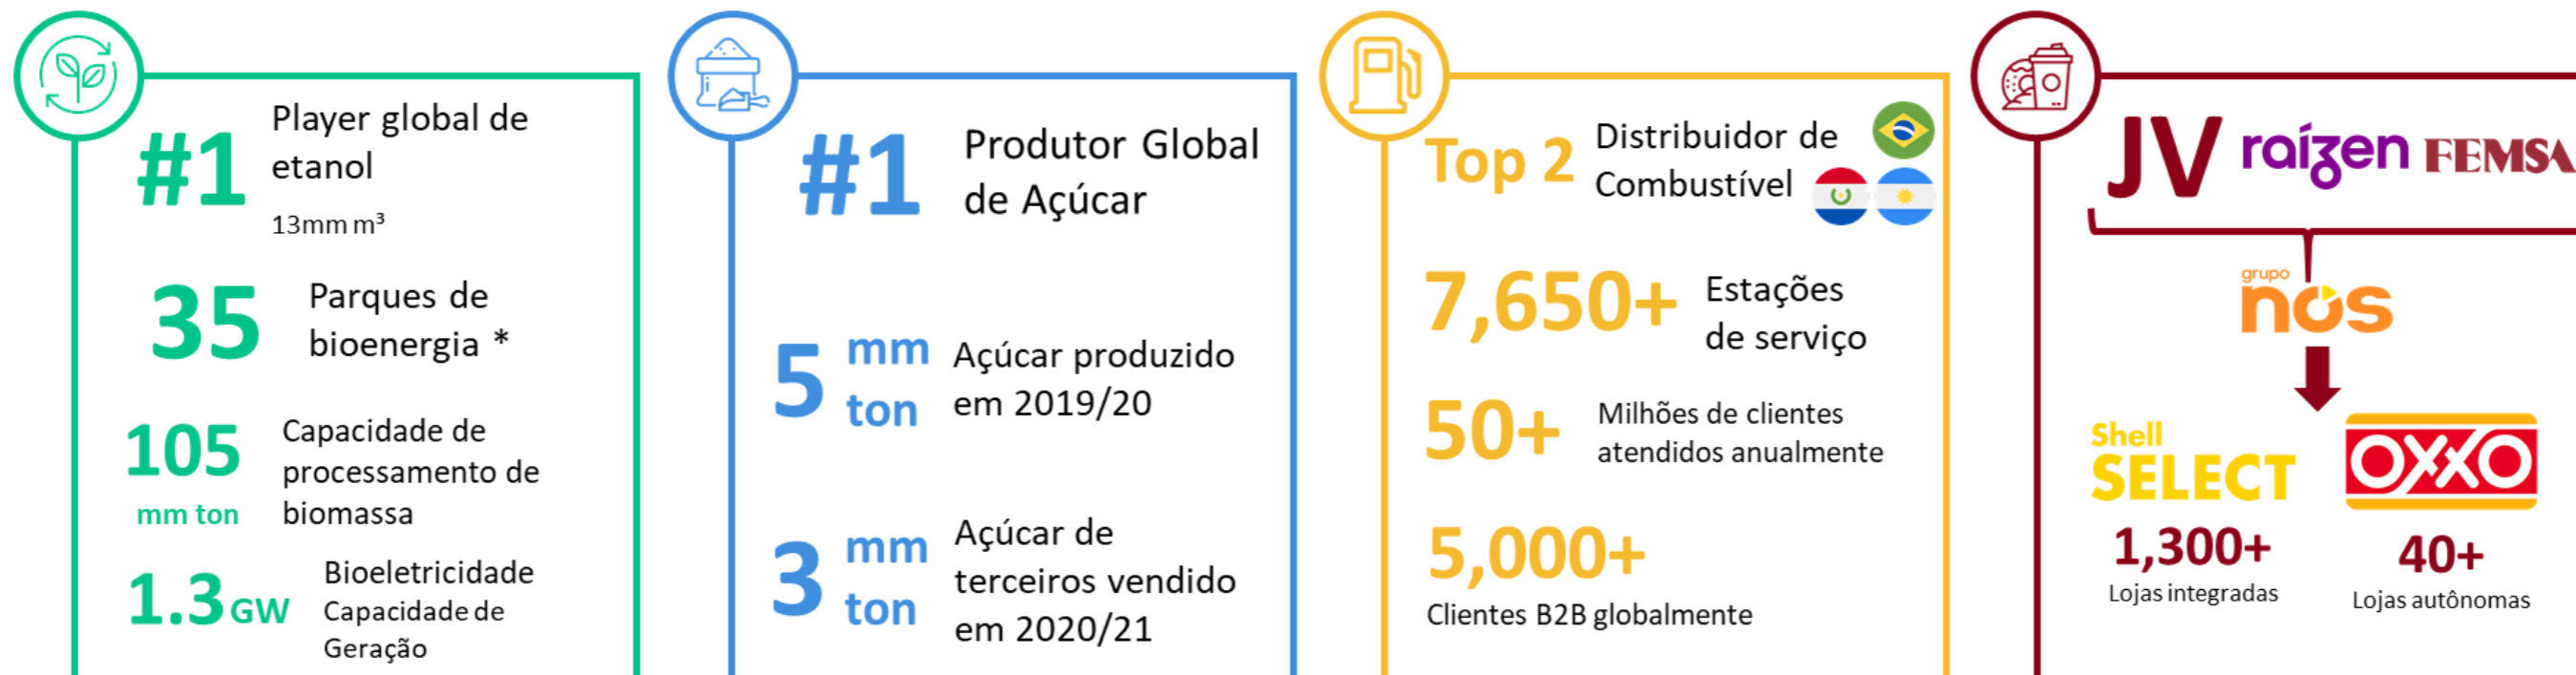 #1
Player global de
etanol
13mm m³
35
Parques de
bioenergia *
105
mm ton
Capacidade de
processamento de
biomassa
1.3 GW
Bioeletricidade
Capacidade de
Geração
#1
Produtor Global
de Açúcar
5 mm
ton
Açúcar produzido
em 2019/20
3 mm
ton
Açúcar de
terceiros vendido
em 2020/21
Top 2
Distribuidor de
Combustível
7,650+
Estações
de serviço
50+
Milhões de clientes
atendidos anualmente
5,000+
Clientes B2B globalmente
JV raízen FEMSA
grupo
nós
Shell
SELECT
1,300+
Lojas integradas
OXXO
40+
Lojas autônomas